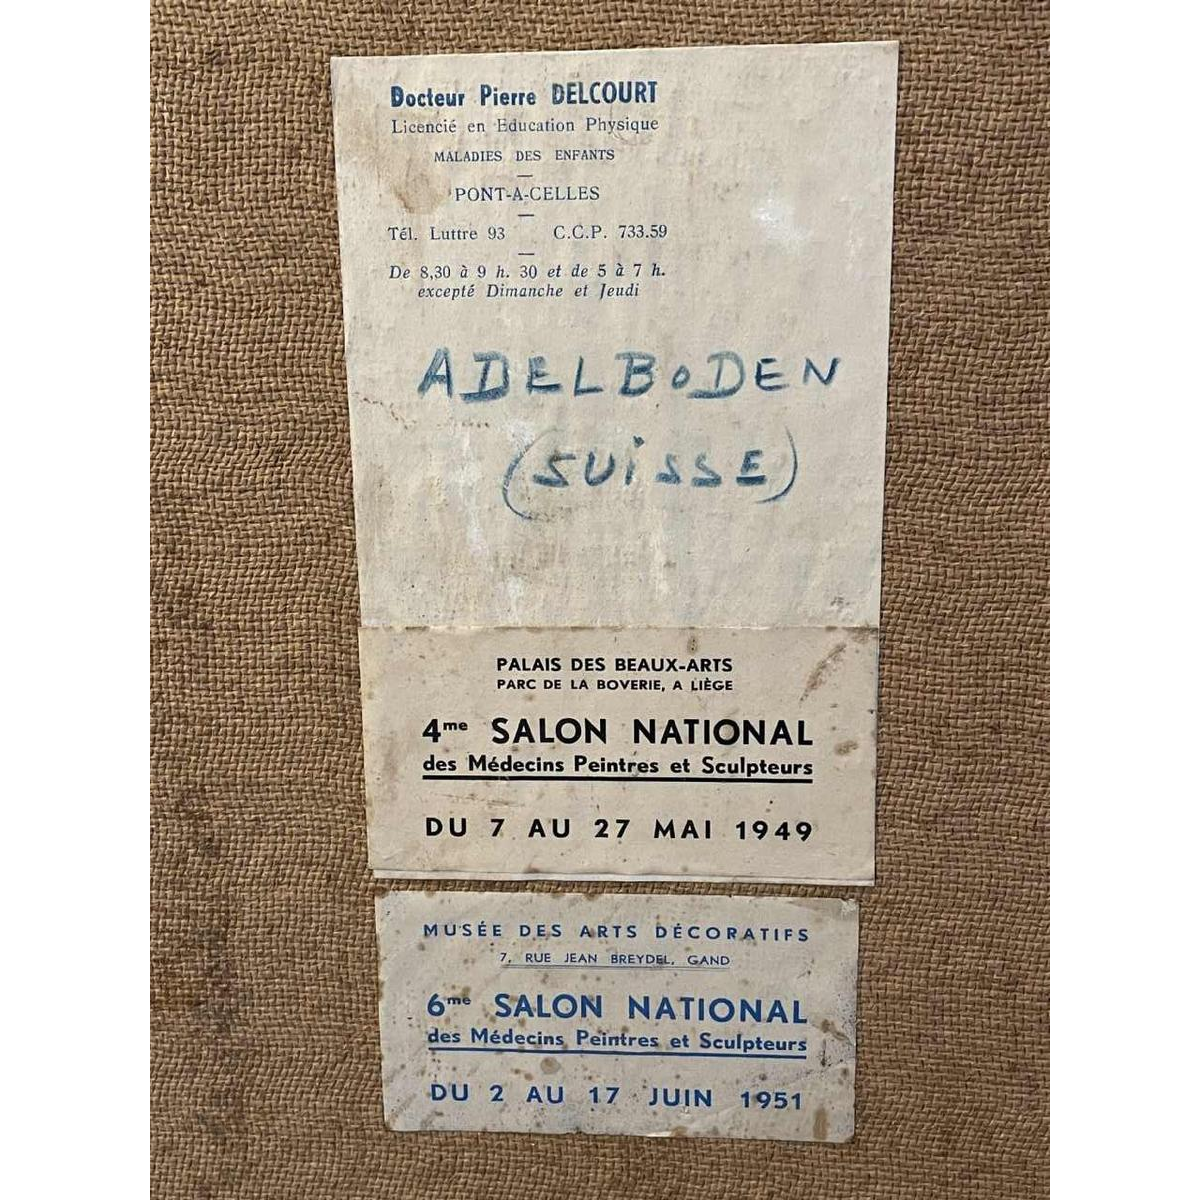 Docteur Pierre DELCOURT
Licencié en Education Physique
MALADIES DES ENFANTS
PONT-A-CELLES
Tél. Luttre 93 C.C.P. 733.59
De 8,30 à 9 h. 30 et de 5 à 7 h.
excepté Dimanche et Jeudi
ADELBODEN
(SUISSE)
PALAIS DES BEAUX-ARTS
PARC DE LA BOVERIE, A LIÈGE
4me SALON NATIONAL
des Médecins Peintres et Sculpteurs
DU 7 AU 27 MAI 1949
MUSÉE DES ARTS DÉCORATIFS
7, RUE JEAN BREYDEL, GAND
6me SALON NATIONAL
des Médecins Peintres et Sculpteurs
DU 2 AU 17 JUIN 1951